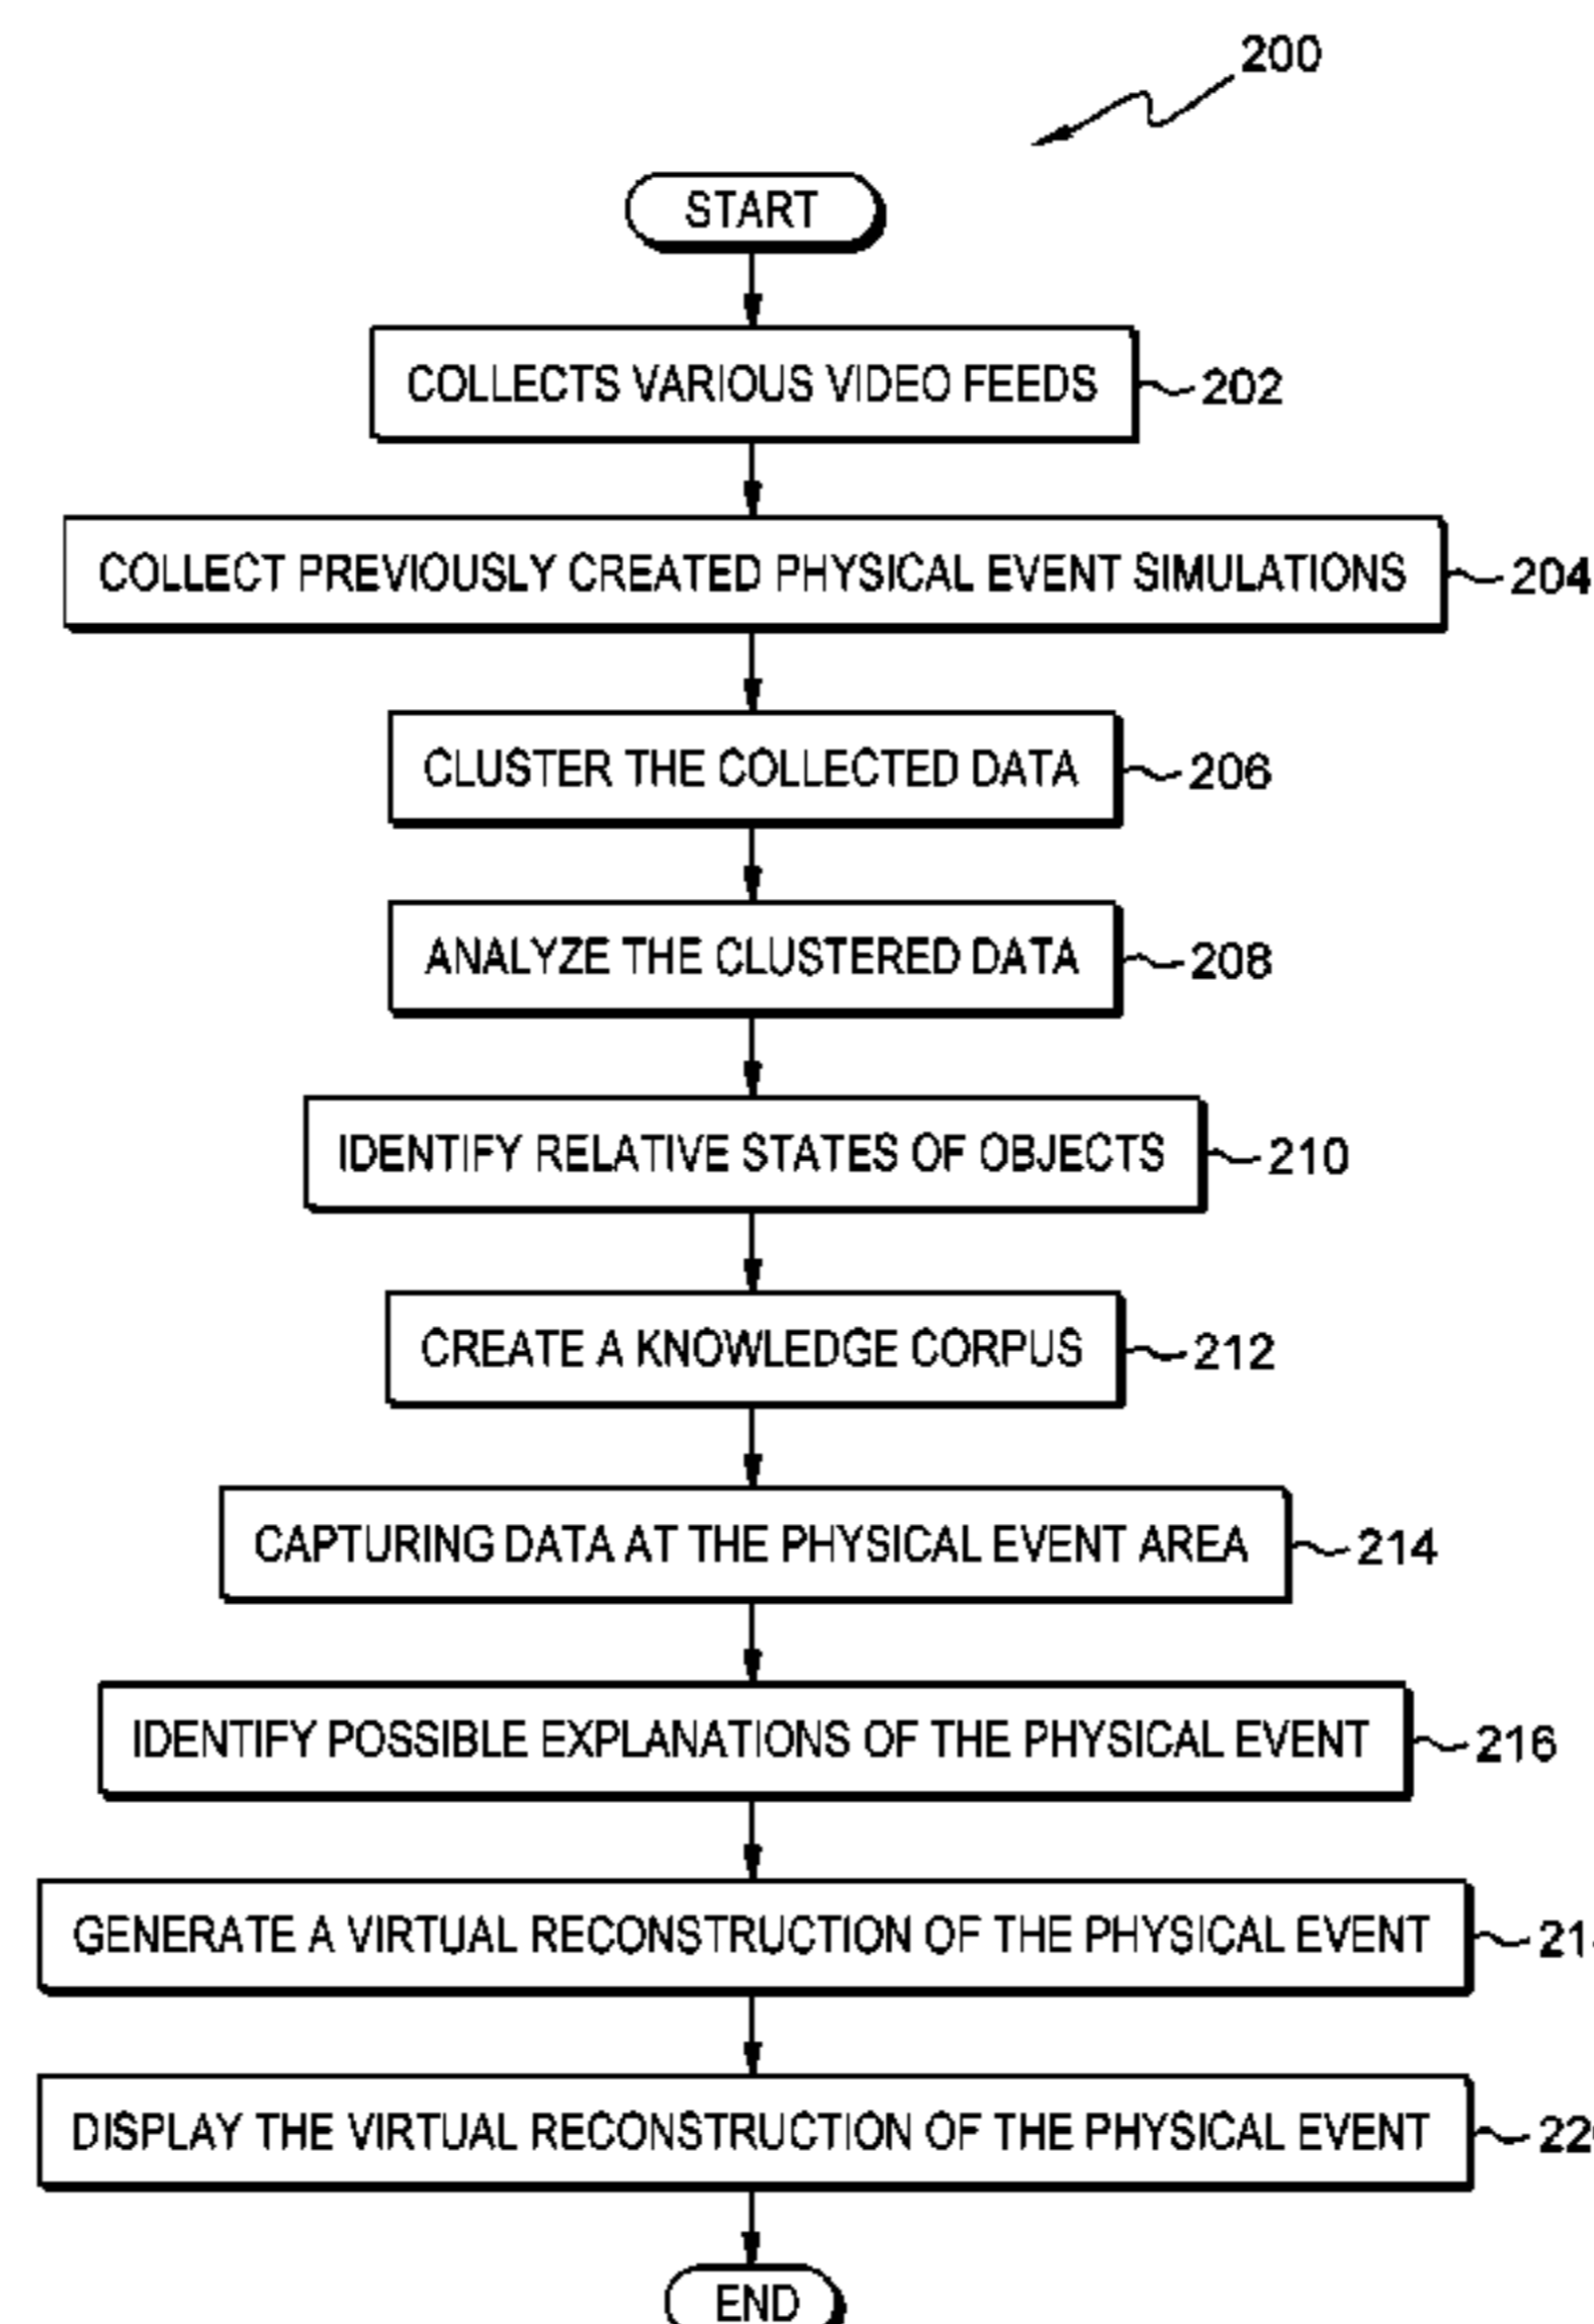 200
START
COLLECTS VARIOUS VIDEO FEEDS 202
COLLECT PREVIOUSLY CREATED PHYSICAL EVENT SIMULATIONS 204
CLUSTER THE COLLECTED DATA 206
ANALYZE THE CLUSTERED DATA 208
IDENTIFY RELATIVE STATES OF OBJECTS 210
CREATE A KNOWLEDGE CORPUS 212
CAPTURING DATA AT THE PHYSICAL EVENT AREA 214
IDENTIFY POSSIBLE EXPLANATIONS OF THE PHYSICAL EVENT 216
GENERATE A VIRTUAL RECONSTRUCTION OF THE PHYSICAL EVENT
DISPLAY THE VIRTUAL RECONSTRUCTION OF THE PHYSICAL EVENT
END